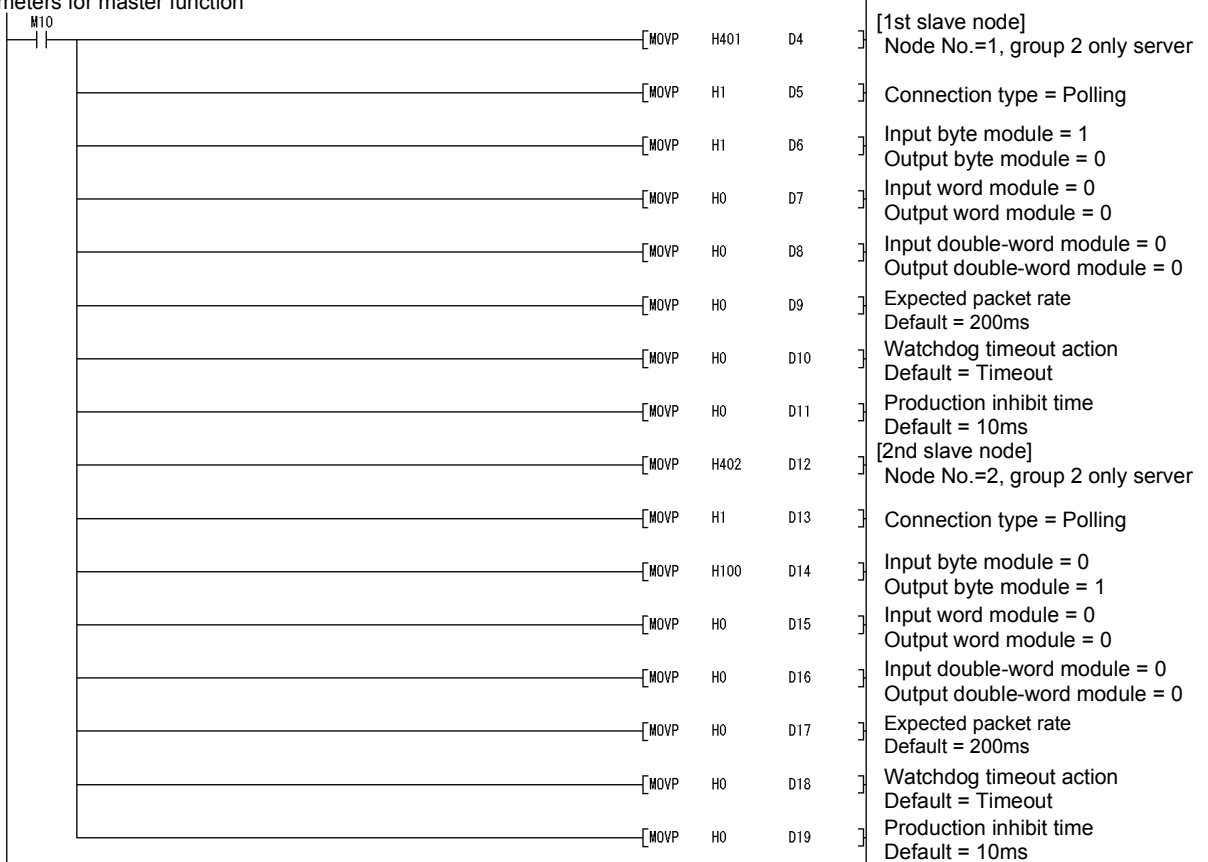 meters for master function
M10
MOVP H401 D4 [1st slave node]
Node No.=1, group 2 only server
MOVP H1 D5 Connection type = Polling
MOVP H1 D6 Input byte module = 1
Output byte module = 0
MOVP H0 D7 Input word module = 0
Output word module = 0
MOVP H0 D8 Input double-word module = 0
Output double-word module = 0
MOVP H0 D9 Expected packet rate
Default = 200ms
MOVP H0 D10 Watchdog timeout action
Default = Timeout
MOVP H0 D11 Production inhibit time
Default = 10ms
MOVP H402 D12 [2nd slave node]
Node No.=2, group 2 only server
MOVP H1 D13 Connection type = Polling
MOVP H100 D14 Input byte module = 0
Output byte module = 1
MOVP H0 D15 Input word module = 0
Output word module = 0
MOVP H0 D16 Input double-word module = 0
Output double-word module = 0
MOVP H0 D17 Expected packet rate
Default = 200ms
MOVP H0 D18 Watchdog timeout action
Default = Timeout
MOVP H0 D19 Production inhibit time
Default = 10ms